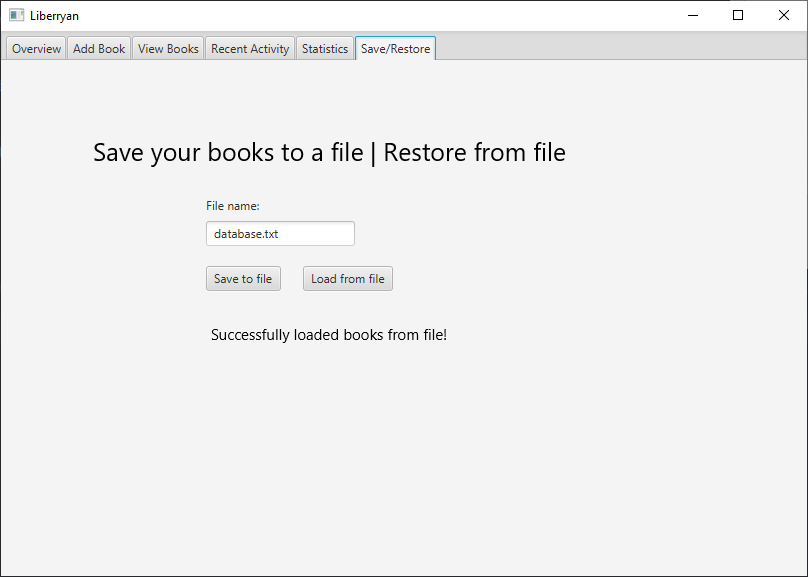 Liberryan
Overview Add Book View Books Recent Activity Statistics Save/Restore
Save your books to a file | Restore from file
File name:
database.txt
Save to file Load from file
Successfully loaded books from file!